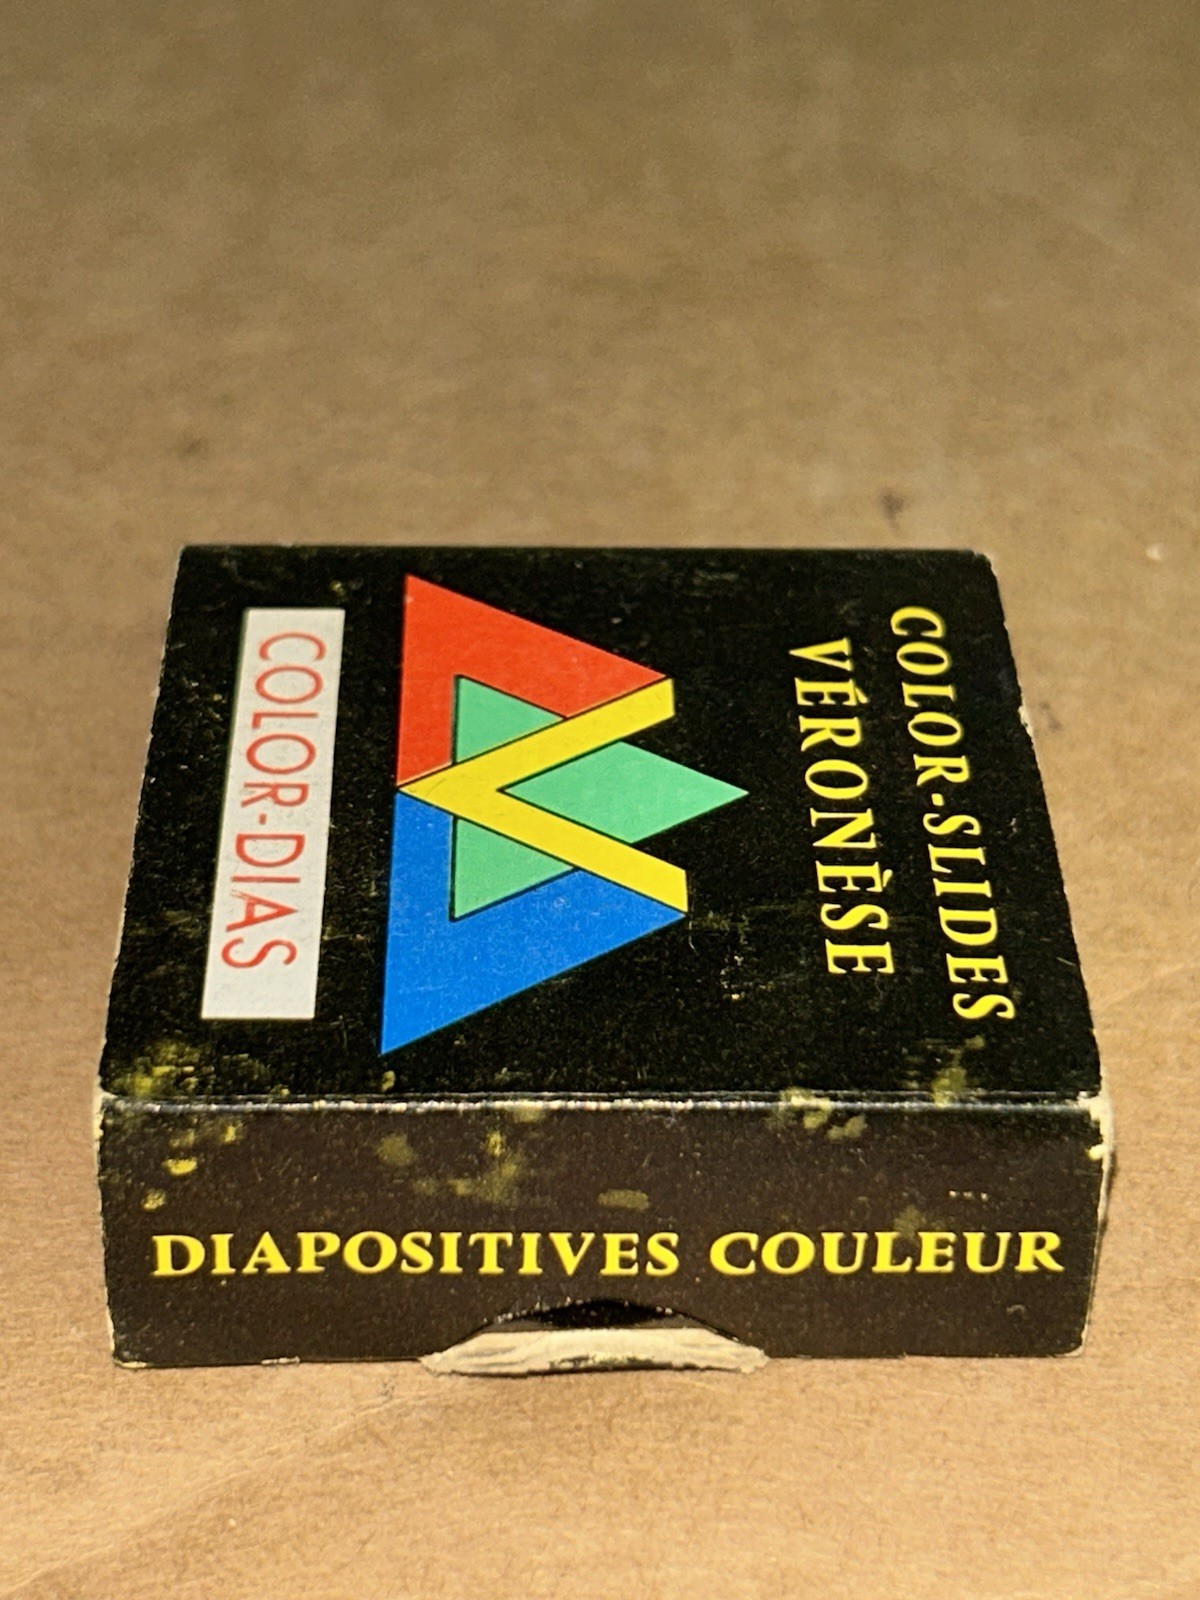 COLOR-SLIDES
VÉRONÈSE
COLOR-DIAS
DIAPOSITIVES COULEUR